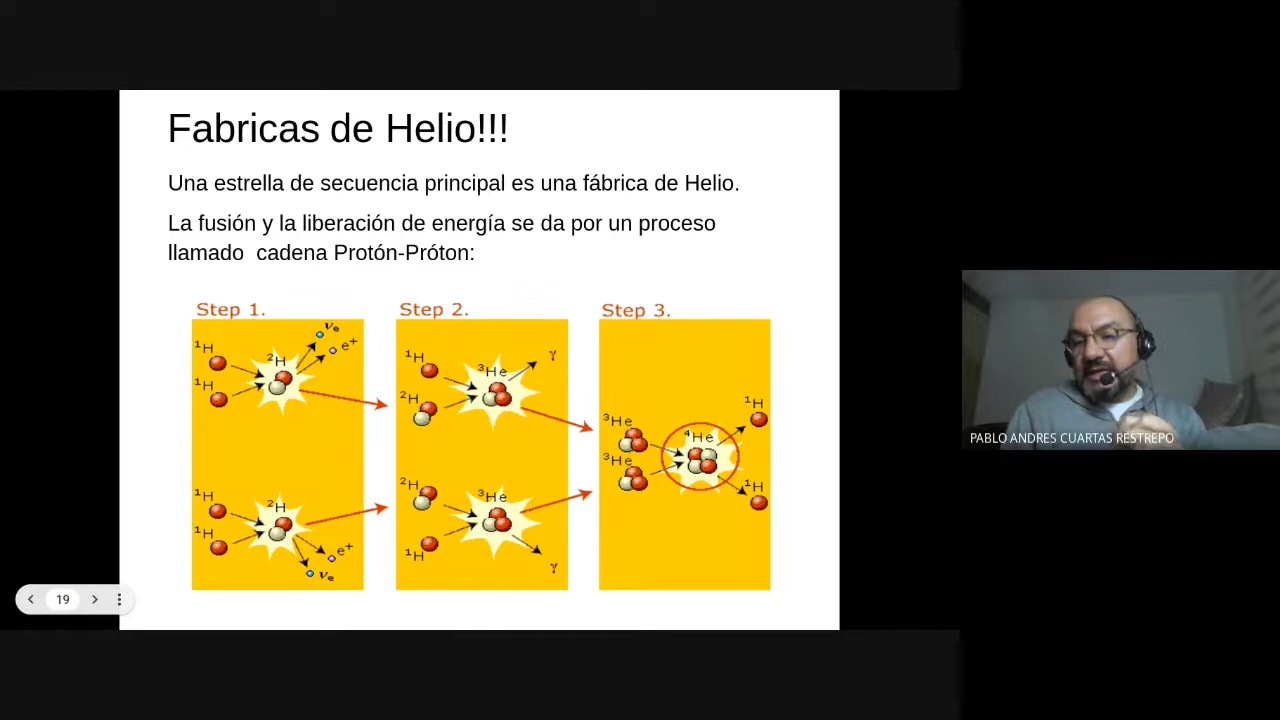 Fabricas de Helio!!!
Una estrella de secuencia principal es una fábrica de Helio.
La fusión y la liberación de energía se da por un proceso
llamado  cadena Protón-Próton:
Step 1.
Step 2.
Step 3.
¹H
¹H
²H
νe
e⁺
¹H
¹H
²H
e⁺
νe
¹H
²H
³He
γ
²H
¹H
³He
γ
³He
³He
⁴He
¹H
¹H
19
PABLO ANDRES CUARTAS RESTREPO